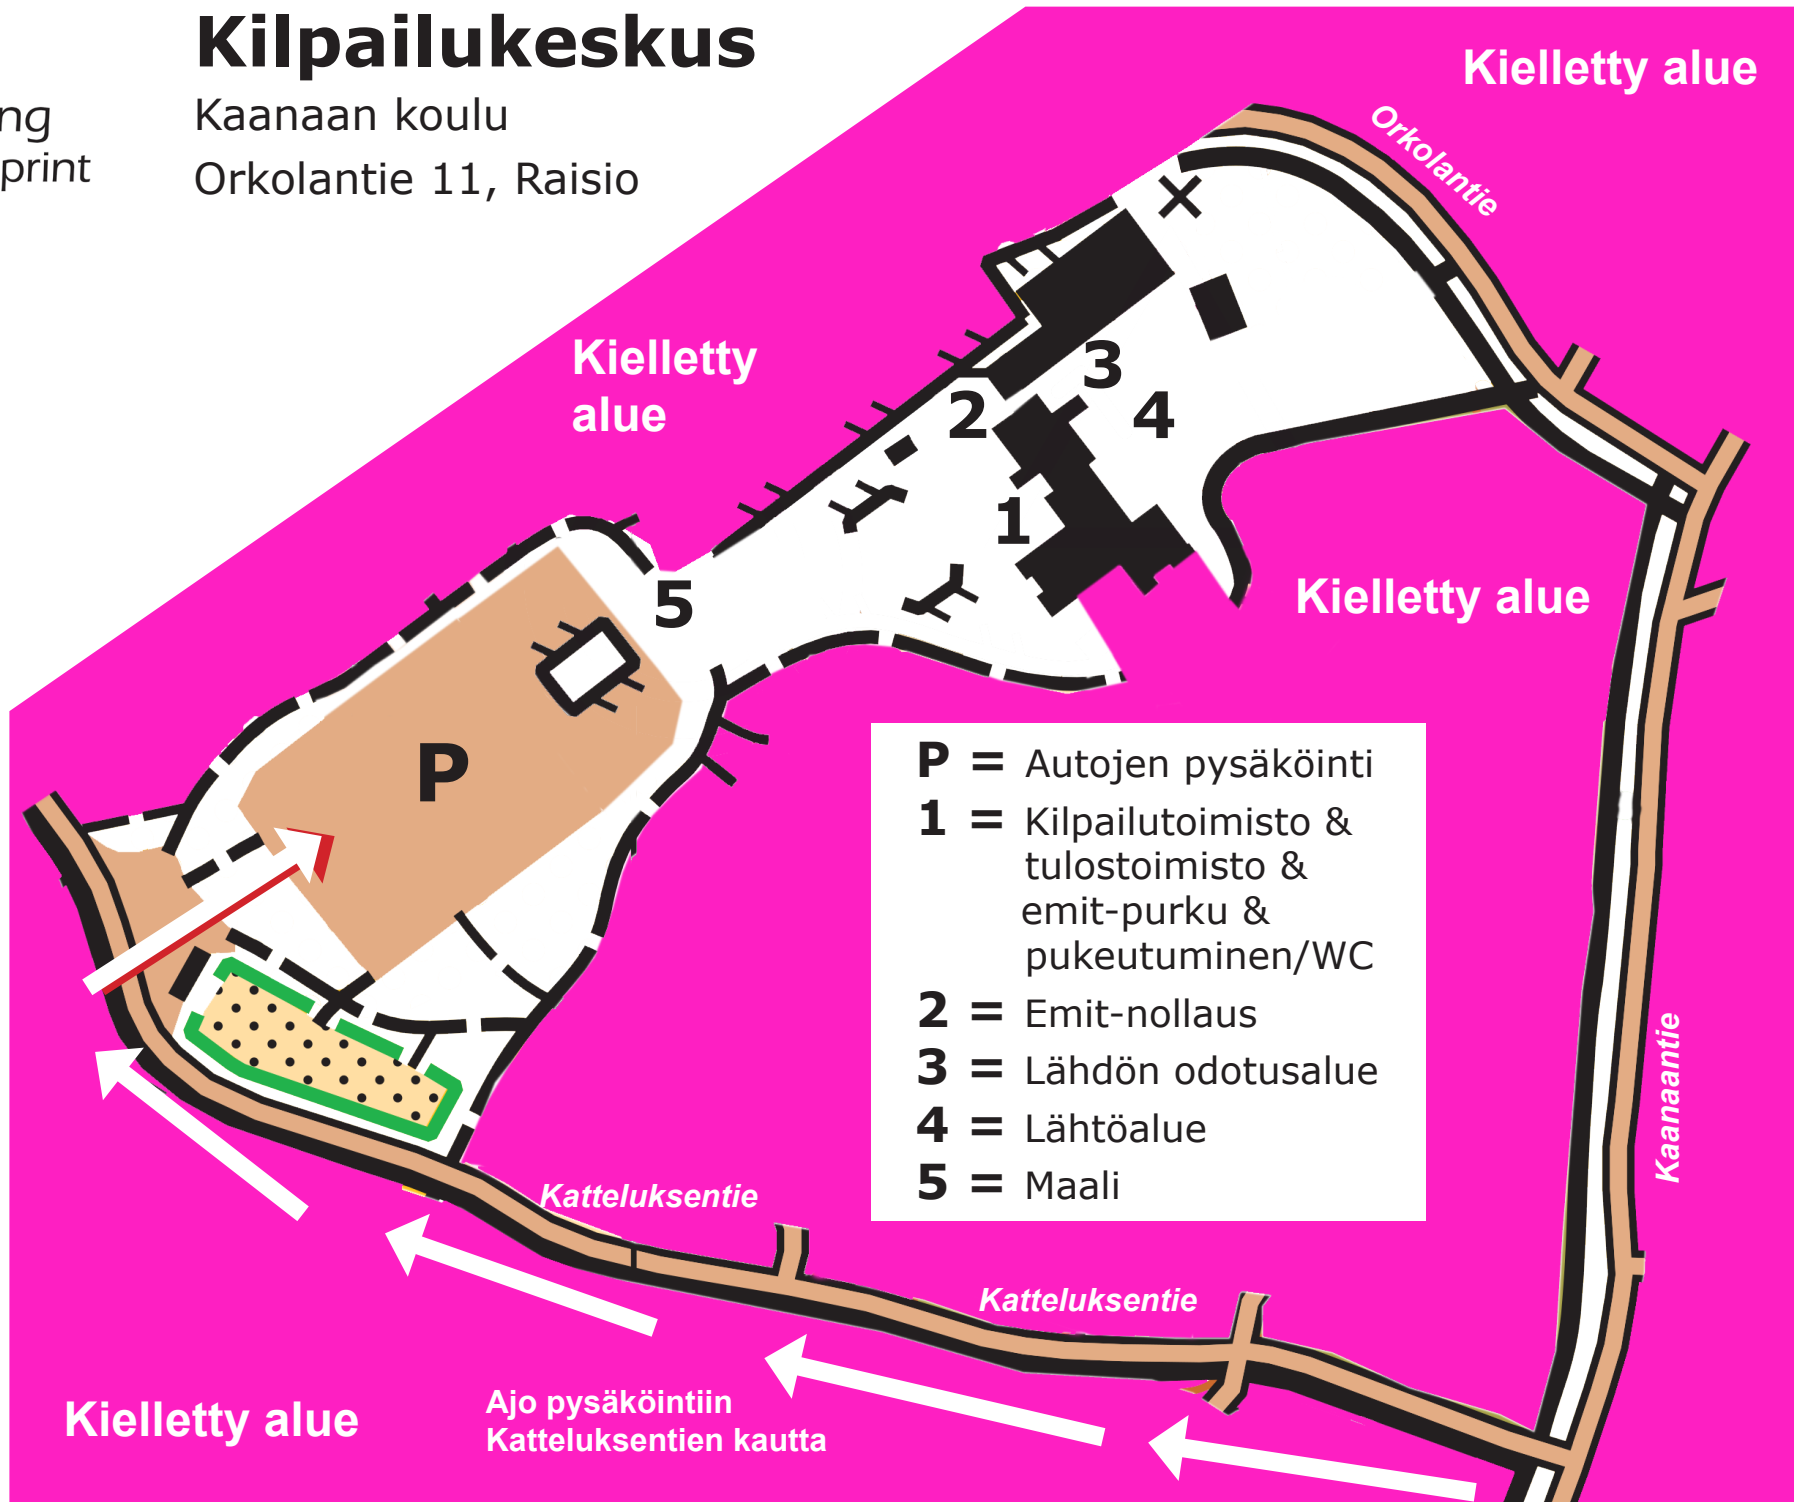 Kilpailukeskus
Kaanaan koulu
Orkolantie 11, Raisio
ng
print
Kielletty alue
Orkolantie
Kielletty
alue
3
2
4
1
5
Kielletty alue
P
P = Autojen pysäköinti
1 = Kilpailutoimisto &
tulostoimisto &
emit-purku &
pukeutuminen/WC
2 = Emit-nollaus
3 = Lähdön odotusalue
4 = Lähtöalue
5 = Maali
Kaanaantie
Katteluksentie
Katteluksentie
Kielletty alue
Ajo pysäköintiin
Katteluksentien kautta